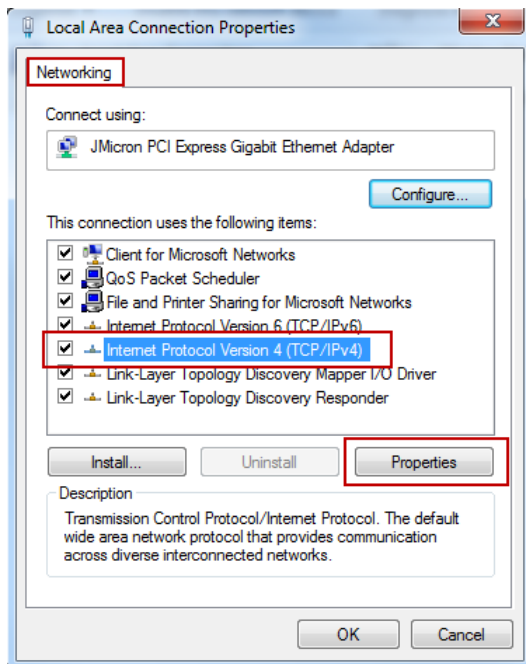 Local Area Connection Properties
Networking
Connect using:
JMicron PCI Express Gigabit Ethernet Adapter
Configure...
This connection uses the following items:
Client for Microsoft Networks
QoS Packet Scheduler
File and Printer Sharing for Microsoft Networks
Internet Protocol Version 6 (TCP/IPv6)
Internet Protocol Version 4 (TCP/IPv4)
Link-Layer Topology Discovery Mapper I/O Driver
Link-Layer Topology Discovery Responder
Install... Uninstall Properties
Description
Transmission Control Protocol/Internet Protocol. The default
wide area network protocol that provides communication
across diverse interconnected networks.
OK Cancel